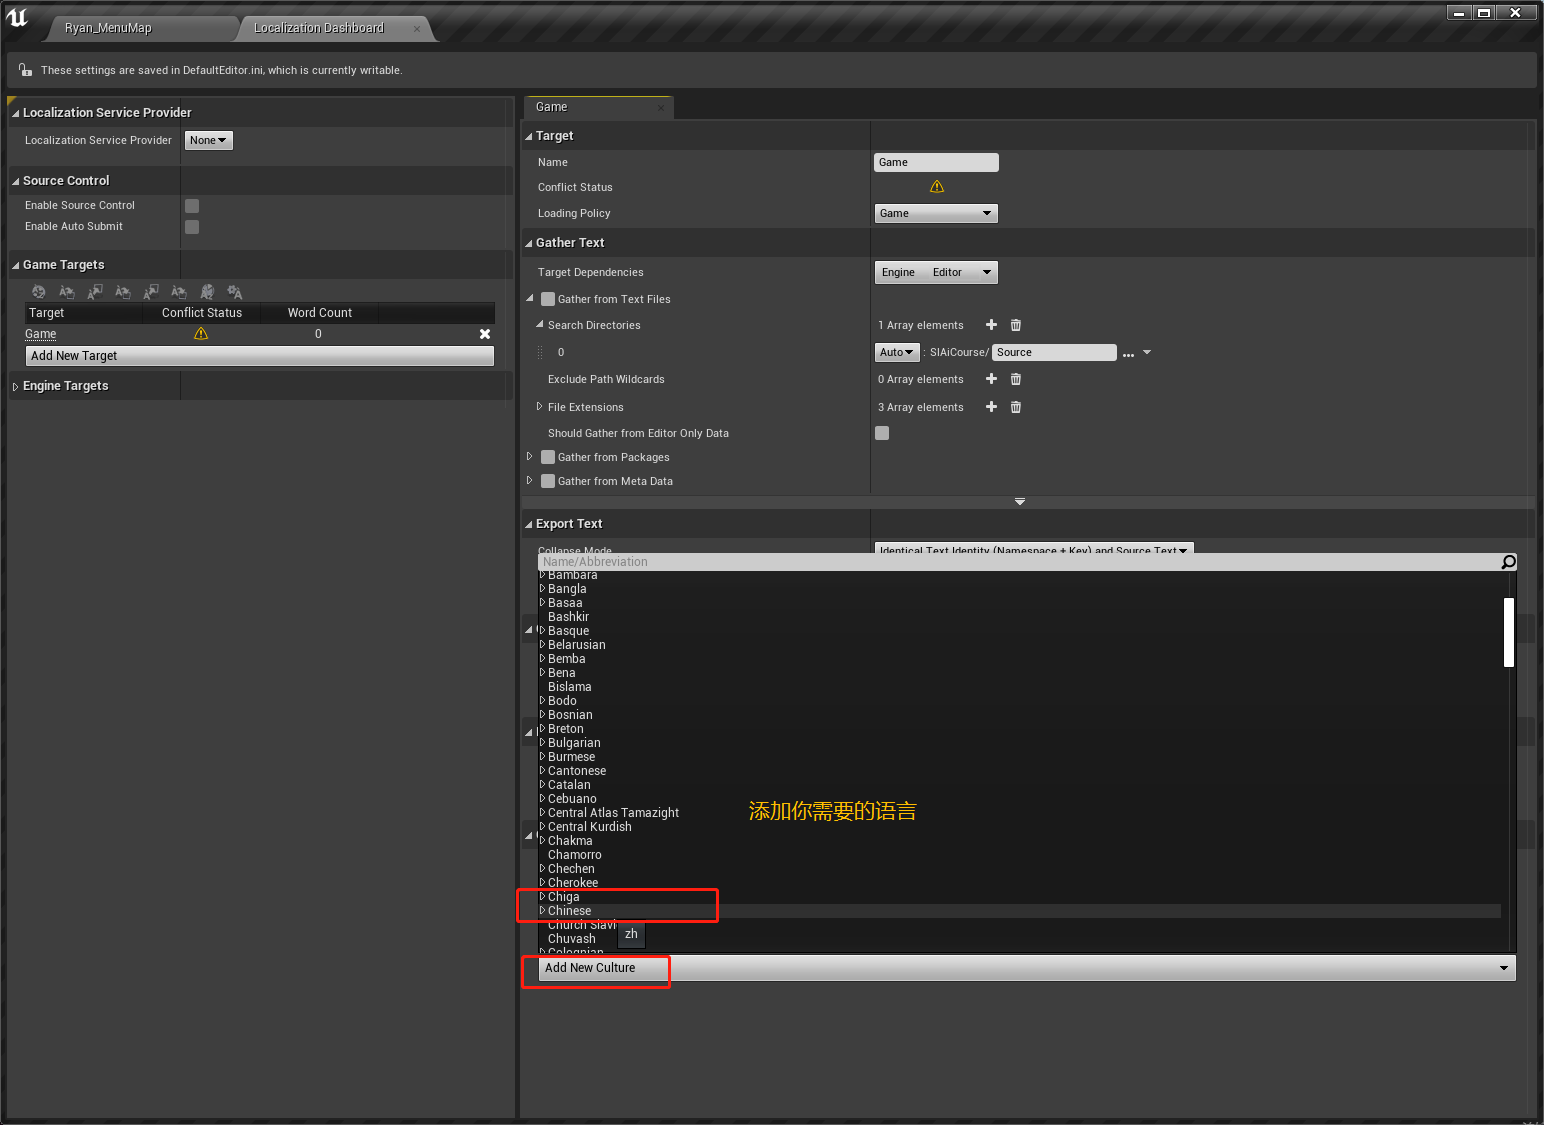 Ryan_MenuMap
Localization Dashboard
These settings are saved in DefaultEditor.ini, which is currently writable.
Localization Service Provider
Localization Service Provider None
Source Control
Enable Source Control
Enable Auto Submit
Game Targets
Target Conflict Status Word Count
Game 0
Add New Target
Engine Targets
Game
Target
Name Game
Conflict Status
Loading Policy Game
Gather Text
Target Dependencies Engine Editor
Gather from Text Files
Search Directories 1 Array elements
0 Auto : SlAiCourse/ Source ...
Exclude Path Wildcards 0 Array elements
File Extensions 3 Array elements
Should Gather from Editor Only Data
Gather from Packages
Gather from Meta Data
Export Text
Collapse Mode Identical Text Identity (Namespace + Key) and Source Text
Name/Abbreviation
Bambara
Bangla
Basaa
Bashkir
Basque
Belarusian
Bemba
Bena
Bislama
Bodo
Bosnian
Breton
Bulgarian
Burmese
Cantonese
Catalan
Cebuano
Central Atlas Tamazight
添加你需要的语言
Central Kurdish
Chakma
Chamorro
Chechen
Cherokee
Chiga
Chinese
Church Slavi
zh
Chuvash
Colognian
Add New Culture